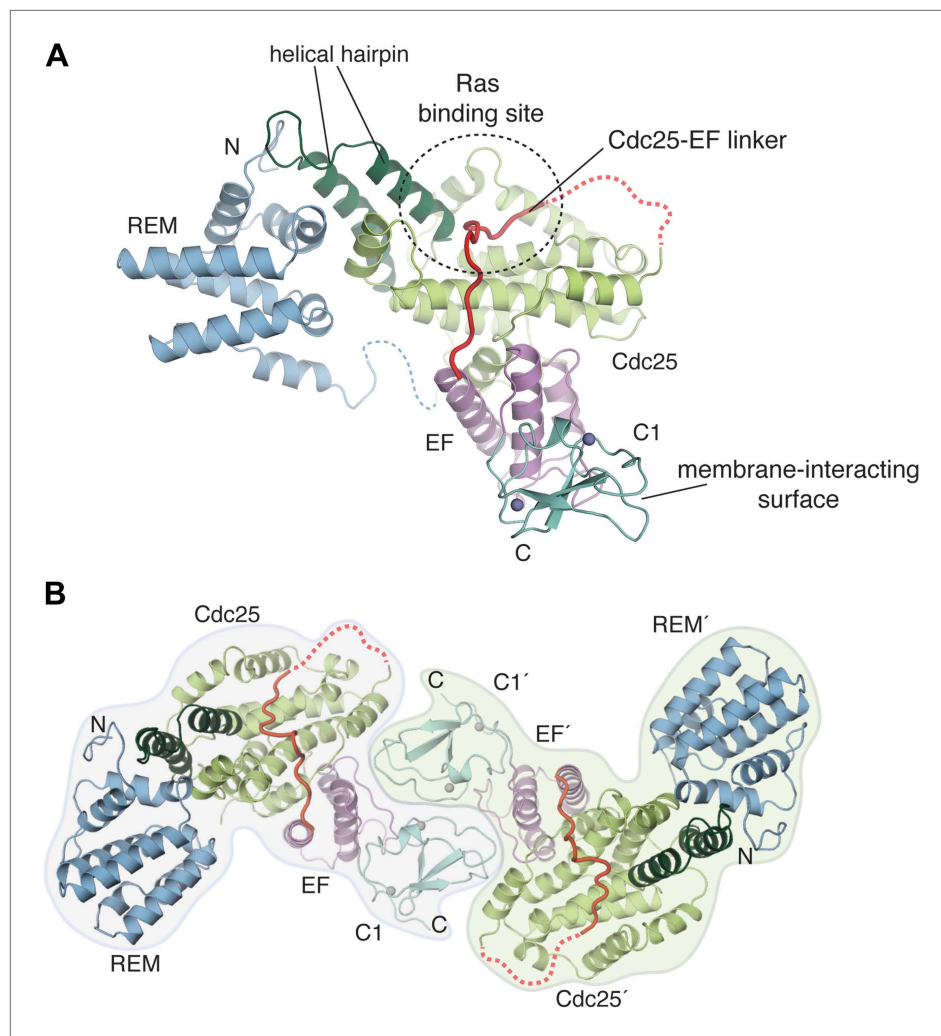 A
helical hairpin
Ras
binding site
Cdc25-EF linker
N
REM
Cdc25
EF
C1
membrane-interacting
surface
C
B
Cdc25
REM´
C
C1´
N
EF´
EF
N
C1
C
REM
Cdc25´